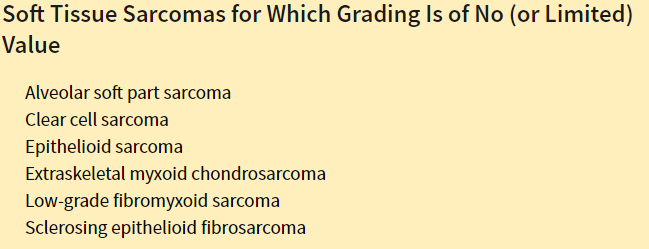 Soft Tissue Sarcomas for Which Grading Is of No (or Limited)
Value
Alveolar soft part sarcoma
Clear cell sarcoma
Epithelioid sarcoma
Extraskeletal myxoid chondrosarcoma
Low-grade fibromyxoid sarcoma
Sclerosing epithelioid fibrosarcoma